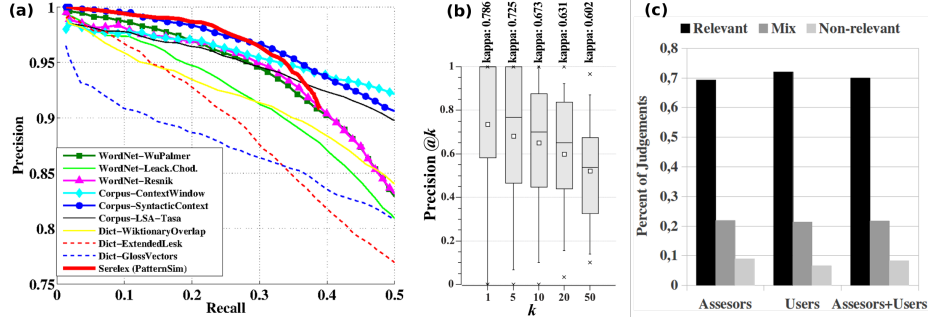 (a)
Precision
1
0.95
0.9
0.85
0.8
0.75
WordNet-WuPalmer
WordNet-Leack.Chod.
WordNet-Resnik
Corpus-ContextWindow
Corpus-SyntacticContext
Corpus-LSA-Tasa
Dict-WiktionaryOverlap
Dict-ExtendedLesk
Dict-GlossVectors
Serelex (PatternSim)
0 0.1 0.2 0.3 0.4 0.5
Recall
(b)
kappa: 0.786
kappa: 0.725
kappa: 0.673
kappa: 0.631
kappa: 0.602
Precision @k
1.0
0.8
0.6
0.4
0.2
0
1 5 10 20 50
k
(c)
Relevant Mix Non-relevant
Percent of Judgements
0,8
0,7
0,6
0,5
0,4
0,3
0,2
0,1
0
Assesors Users Assesors+Users